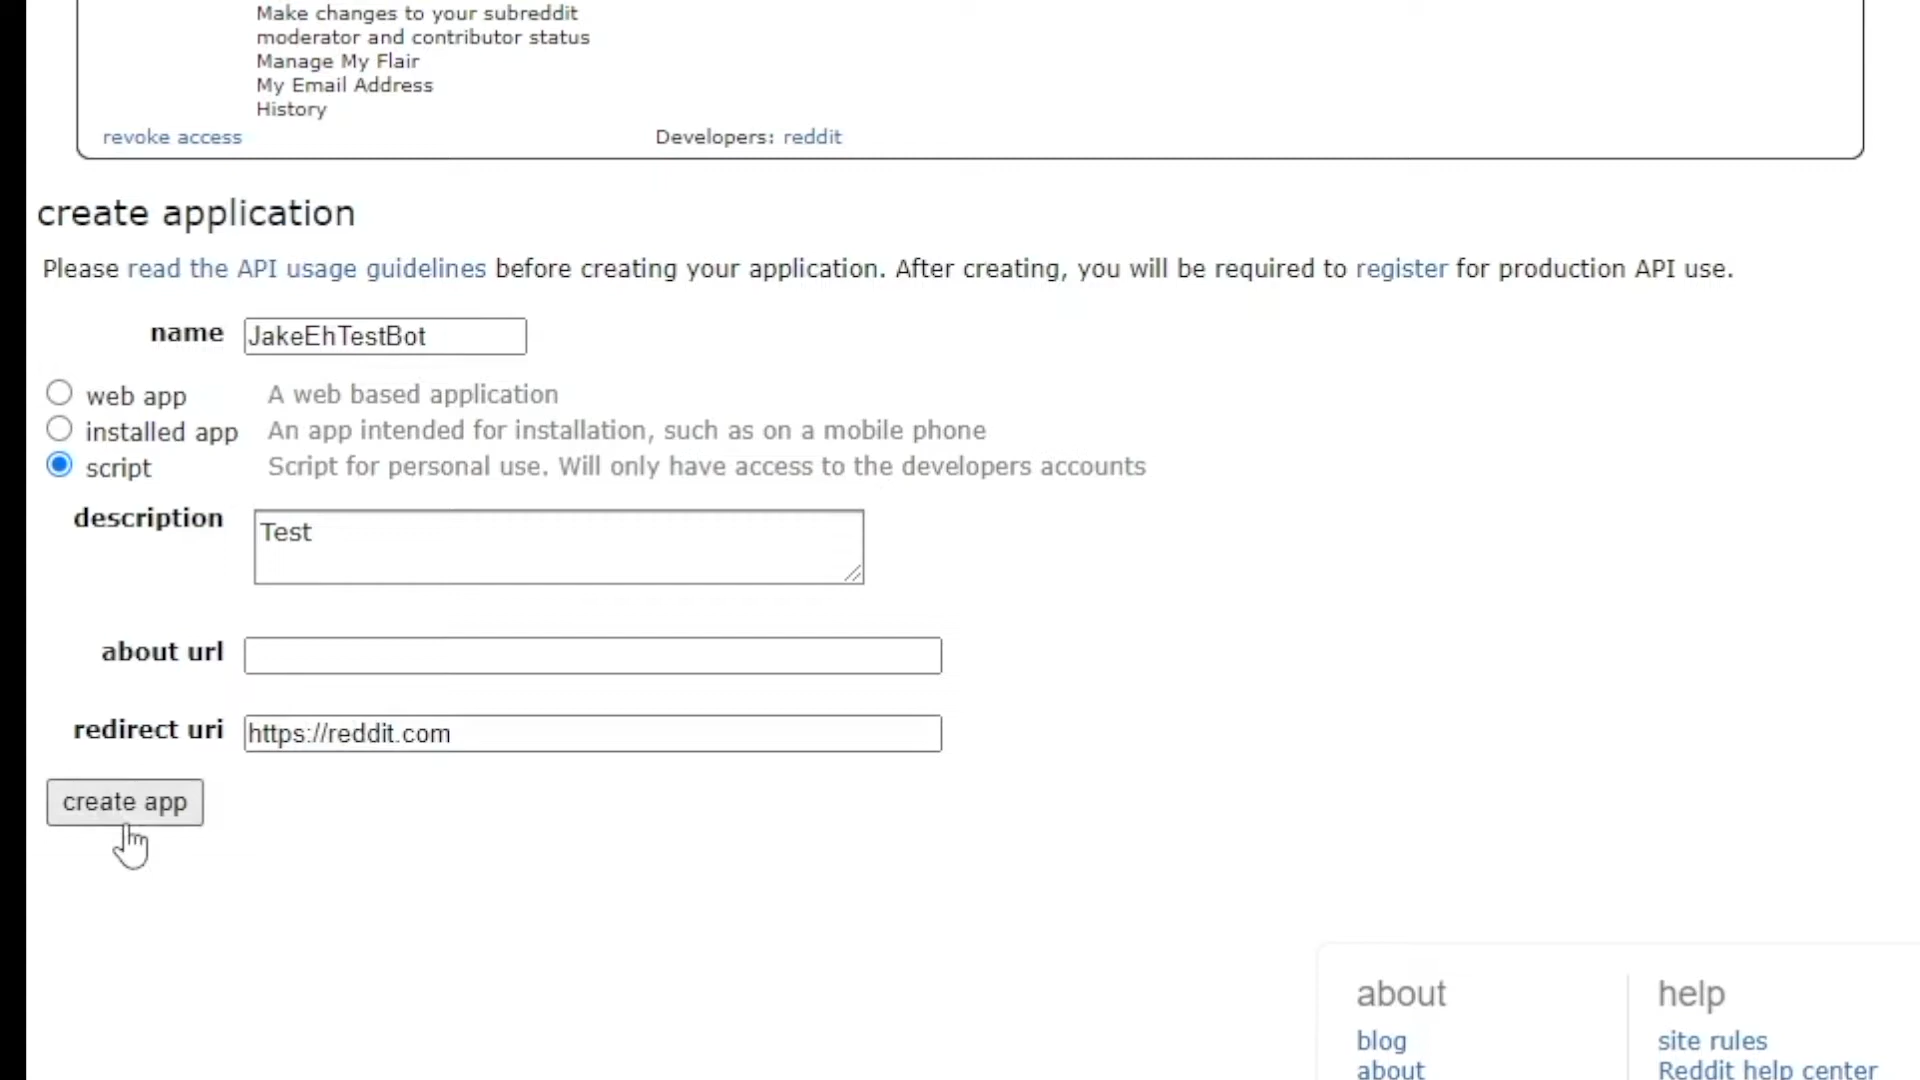 Make changes to your subreddit
moderator and contributor status
Manage My Flair
My Email Address
History
revoke access
Developers: reddit
create application
Please read the API usage guidelines before creating your application. After creating, you will be required to register for production API use.
name JakeEhTestBot
web app A web based application
installed app An app intended for installation, such as on a mobile phone
script Script for personal use. Will only have access to the developers accounts
description Test
about url
redirect uri https://reddit.com
create app
about
blog
about
help
site rules
Reddit help center